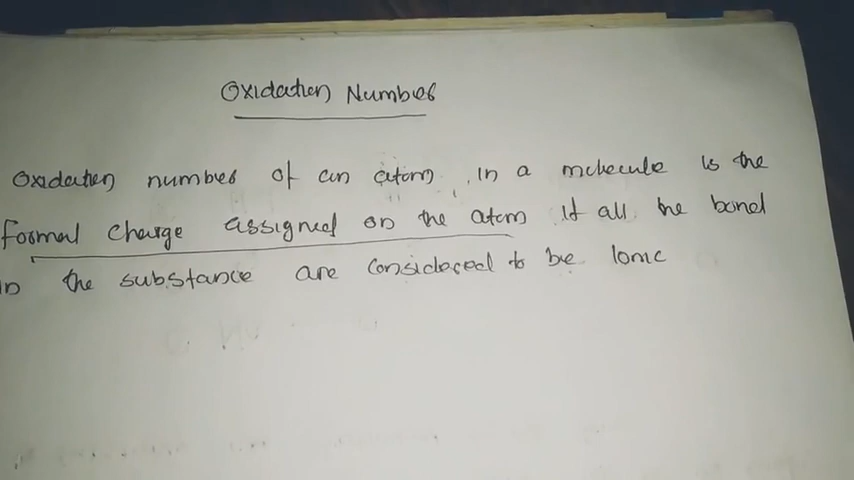 Oxidation Number
Oxidation number of an atom in a molecule is the
formal charge assigned on the atom if all the bond
in the substance are considered to be Ionic